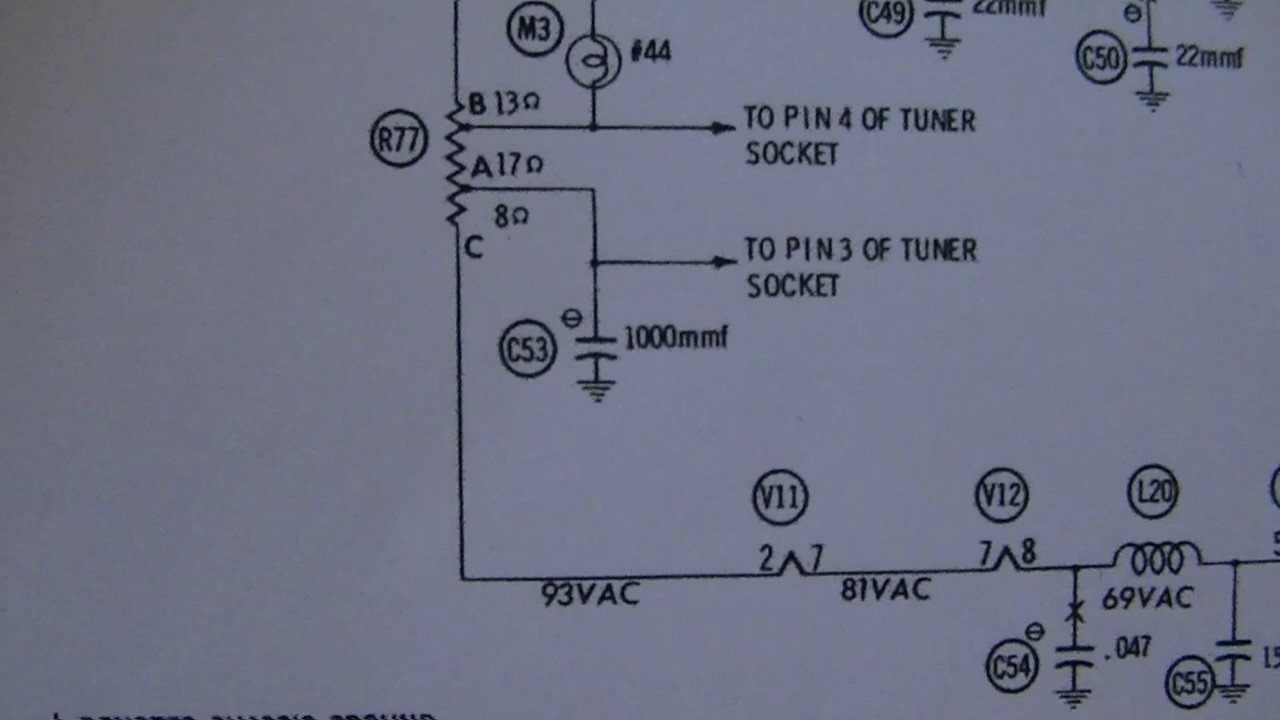 M3
#44
C49
22mmf
C50
22mmf
R77
B 13Ω
TO PIN 4 OF TUNER
SOCKET
A 17Ω
8Ω
C
TO PIN 3 OF TUNER
SOCKET
C53
1000mmf
V11
V12
L20
2 7
7 8
93VAC
81VAC
69VAC
C54
.047
C55